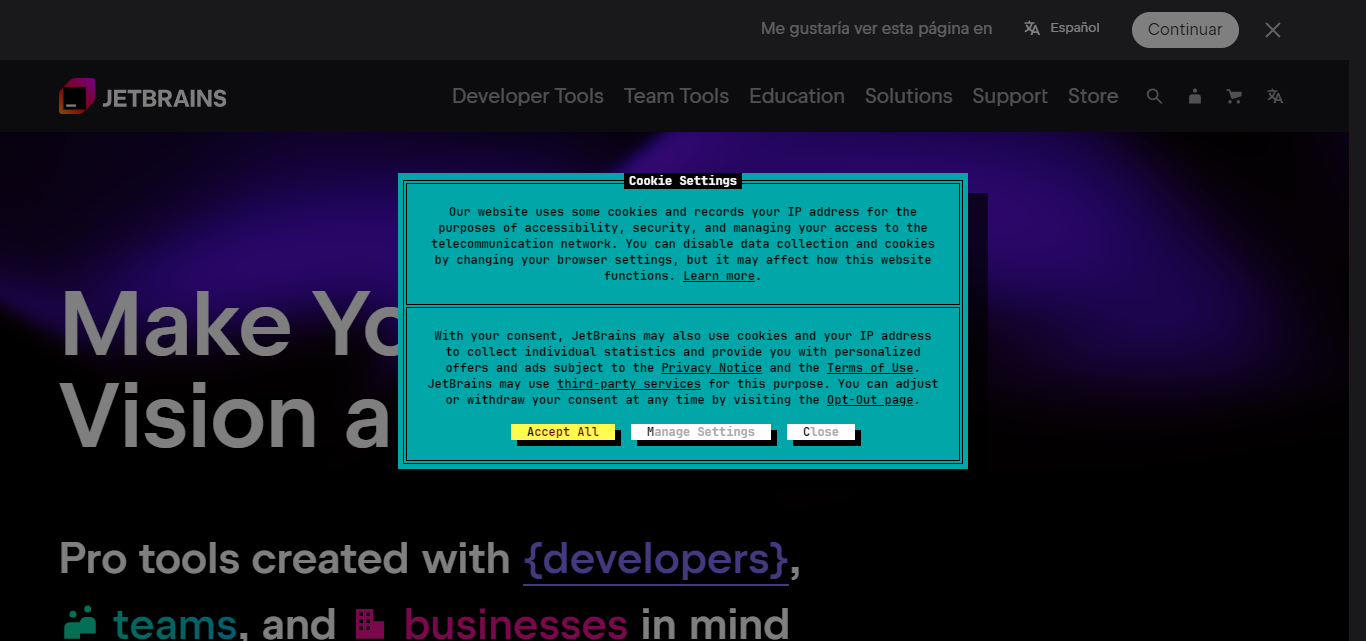 Me gustaría ver esta página en Español Continuar
JETBRAINS Developer Tools Team Tools Education Solutions Support Store
Cookie Settings
Our website uses some cookies and records your IP address for the
purposes of accessibility, security, and managing your access to the
telecommunication network. You can disable data collection and cookies
by changing your browser settings, but it may affect how this website
functions. Learn more.
With your consent, JetBrains may also use cookies and your IP address
to collect individual statistics and provide you with personalized
offers and ads subject to the Privacy Notice and the Terms of Use.
JetBrains may use third-party services for this purpose. You can adjust
or withdraw your consent at any time by visiting the Opt-Out page.
Accept All Manage Settings Close
Make
Vision
Pro tools created with {developers},
teams, and businesses in mind